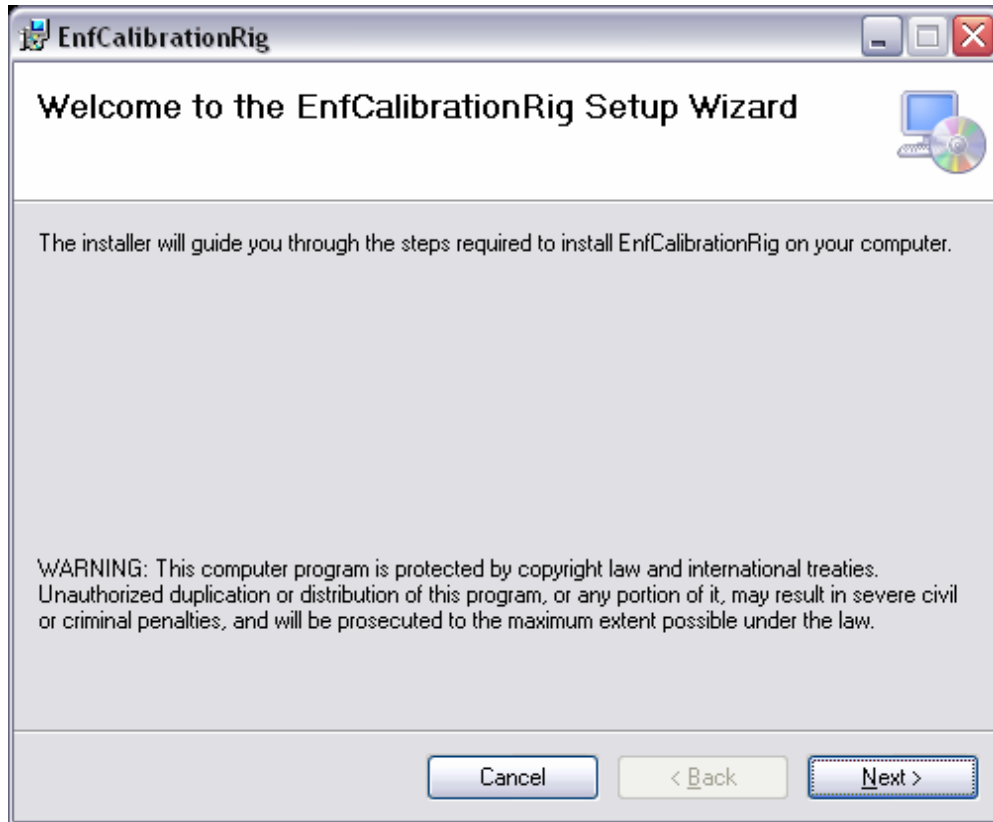 EnfCalibrationRig
Welcome to the EnfCalibrationRig Setup Wizard
The installer will guide you through the steps required to install EnfCalibrationRig on your computer.
WARNING: This computer program is protected by copyright law and international treaties.
Unauthorized duplication or distribution of this program, or any portion of it, may result in severe civil
or criminal penalties, and will be prosecuted to the maximum extent possible under the law.
Cancel < Back Next >